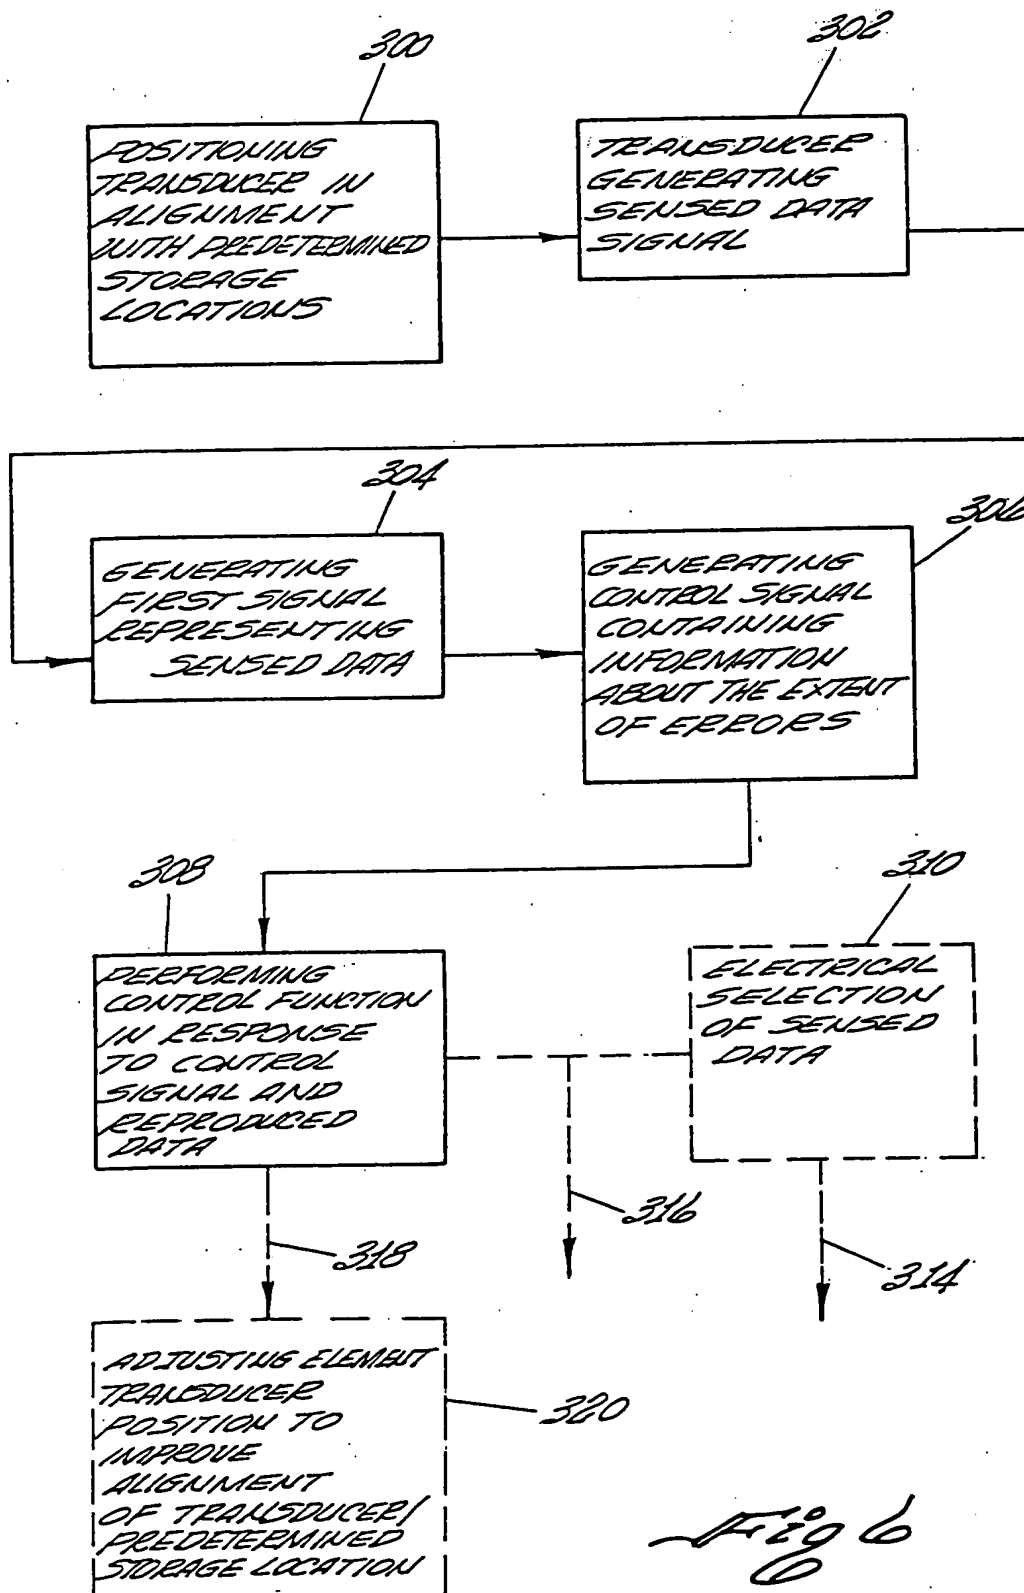 300
302
POSITIONING
TRANSDUCER IN
ALIGNMENT
WITH PREDETERMINED
STORAGE
LOCATIONS
TRANSDUCER
GENERATING
SENSED DATA
SIGNAL
304
306
GENERATING
FIRST SIGNAL
REPRESENTING
SENSED DATA
GENERATING
CONTROL SIGNAL
CONTAINING
INFORMATION
ABOUT THE EXTENT
OF ERRORS
308
310
PERFORMING
CONTROL FUNCTION
IN RESPONSE
TO CONTROL
SIGNAL AND
REPRODUCED
DATA
ELECTRICAL
SELECTION
OF SENSED
DATA
316
318
314
ADJUSTING ELEMENT
TRANSDUCER
POSITION TO
IMPROVE
ALIGNMENT
OF TRANSDUCER/
PREDETERMINED
STORAGE LOCATION
320
Fig 6
6